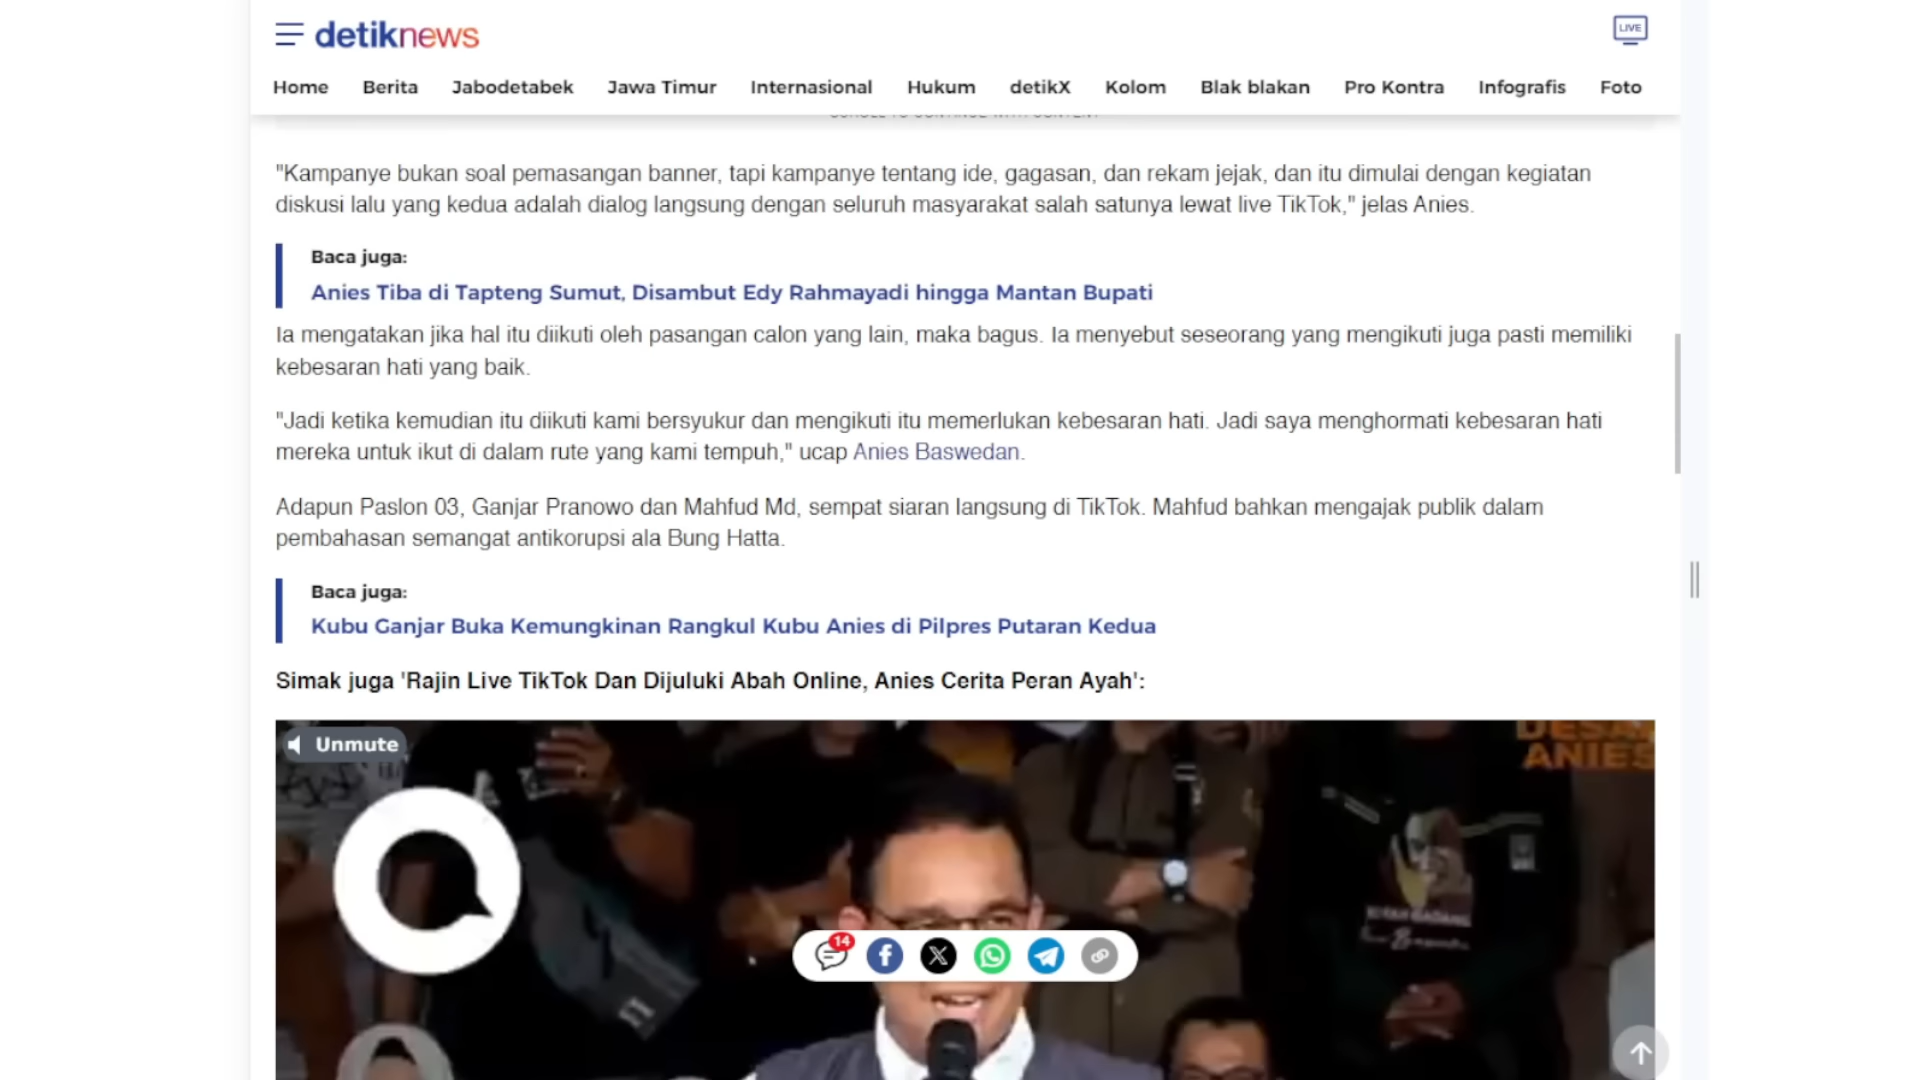 detiknews
LIVE
Home Berita Jabodetabek Jawa Timur Internasional Hukum detikX Kolom Blak blakan Pro Kontra Infografis Foto
SCROLL TO CONTINUE WITH CONTENT
"Kampanye bukan soal pemasangan banner, tapi kampanye tentang ide, gagasan, dan rekam jejak, dan itu dimulai dengan kegiatan
diskusi lalu yang kedua adalah dialog langsung dengan seluruh masyarakat salah satunya lewat live TikTok," jelas Anies.
Baca juga:
Anies Tiba di Tapteng Sumut, Disambut Edy Rahmayadi hingga Mantan Bupati
Ia mengatakan jika hal itu diikuti oleh pasangan calon yang lain, maka bagus. Ia menyebut seseorang yang mengikuti juga pasti memiliki
kebesaran hati yang baik.
"Jadi ketika kemudian itu diikuti kami bersyukur dan mengikuti itu memerlukan kebesaran hati. Jadi saya menghormati kebesaran hati
mereka untuk ikut di dalam rute yang kami tempuh," ucap Anies Baswedan.
Adapun Paslon 03, Ganjar Pranowo dan Mahfud Md, sempat siaran langsung di TikTok. Mahfud bahkan mengajak publik dalam
pembahasan semangat antikorupsi ala Bung Hatta.
Baca juga:
Kubu Ganjar Buka Kemungkinan Rangkul Kubu Anies di Pilpres Putaran Kedua
Simak juga 'Rajin Live TikTok Dan Dijuluki Abah Online, Anies Cerita Peran Ayah':
Unmute
DESAK
ANIES
14